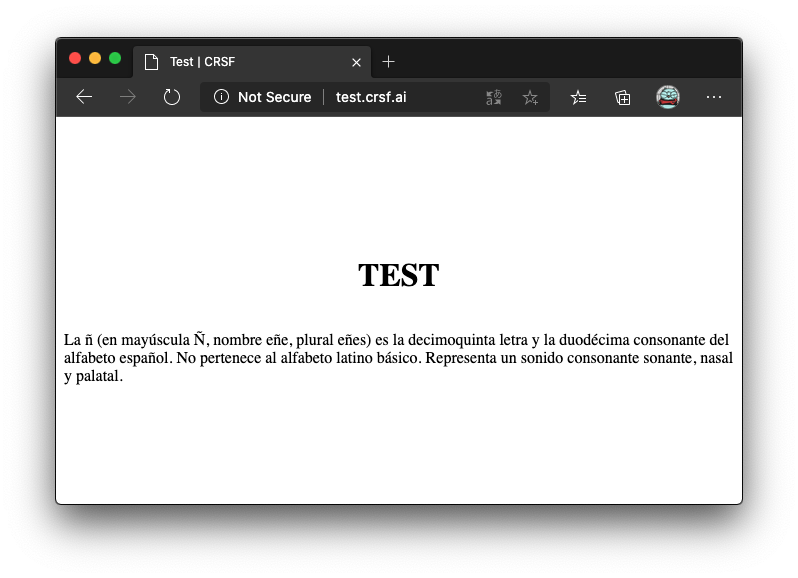 Test | CRSF
Not Secure | test.crsf.ai
TEST
La ñ (en mayúscula Ñ, nombre eñe, plural eñes) es la decimoquinta letra y la duodécima consonante del
alfabeto español. No pertenece al alfabeto latino básico. Representa un sonido consonante sonante, nasal
y palatal.